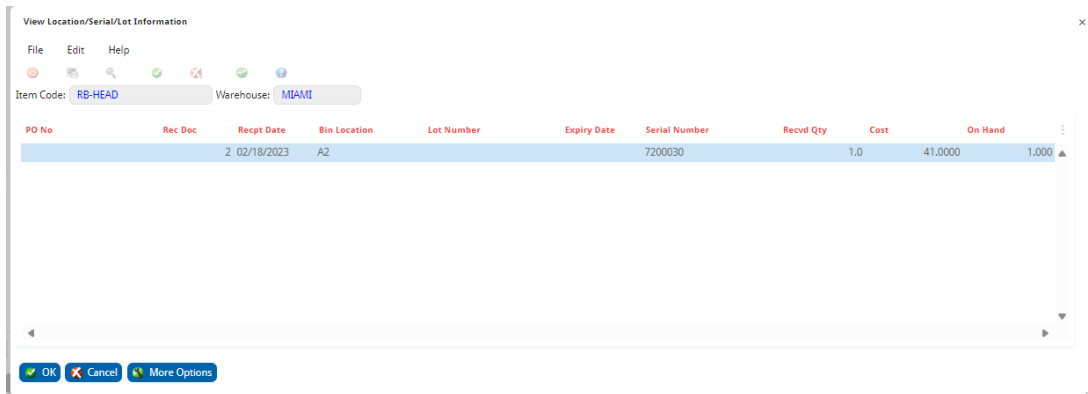 View Location/Serial/Lot Information
File Edit Help
Item Code: RB-HEAD Warehouse: MIAMI
PO No Rec Doc Recpt Date Bin Location Lot Number Expiry Date Serial Number Recvd Qty Cost On Hand
2 02/18/2023 A2 7200030 1.0 41.0000 1.000
OK Cancel More Options